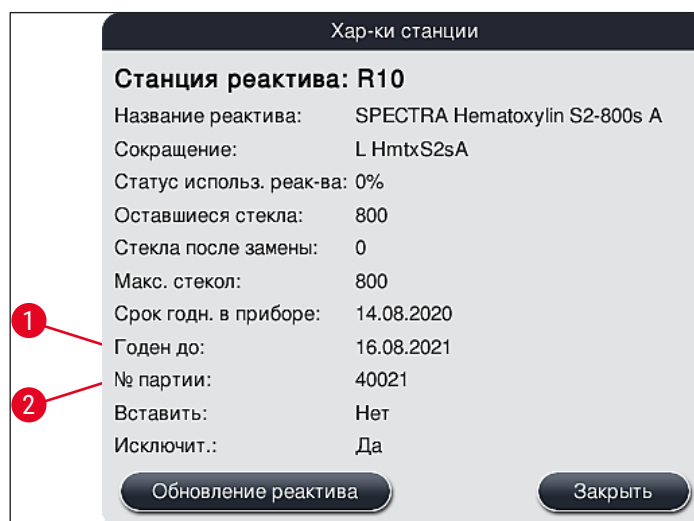 Хар-ки станции
Станция реактива: R10
Название реактива: SPECTRA Hematoxylin S2-800s A
Сокращение: L HmtxS2sA
Статус использ. реак-ва: 0%
Оставшиеся стекла: 800
Стекла после замены: 0
Макс. стекол: 800
Срок годн. в приборе: 14.08.2020
1
Годен до: 16.08.2021
№ партии: 40021
2
Вставить: Нет
Исключит.: Да
Обновление реактива Закрыть